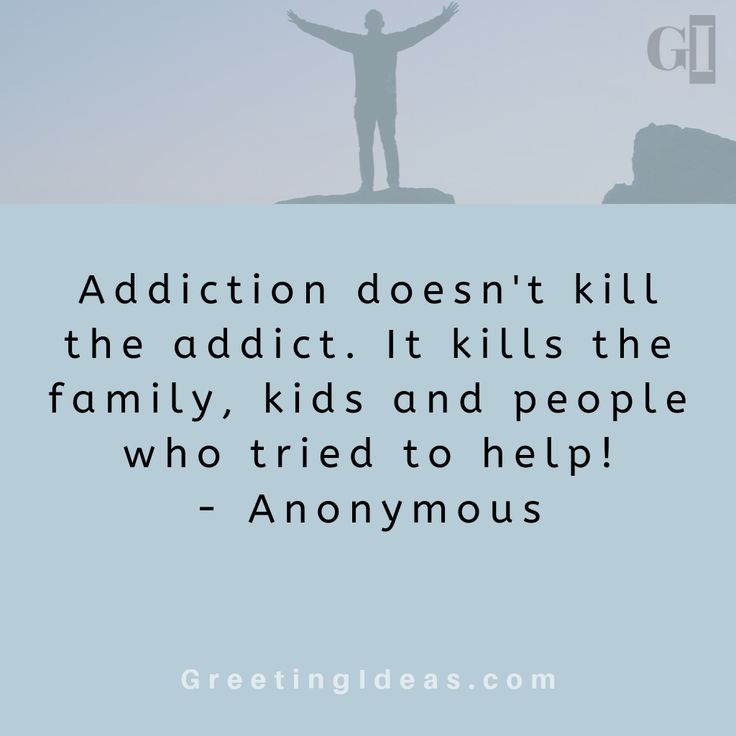 GI
Addiction doesn't kill
the addict. It kills the
family, kids and people
who tried to help!
- Anonymous
GreetingIdeas.com